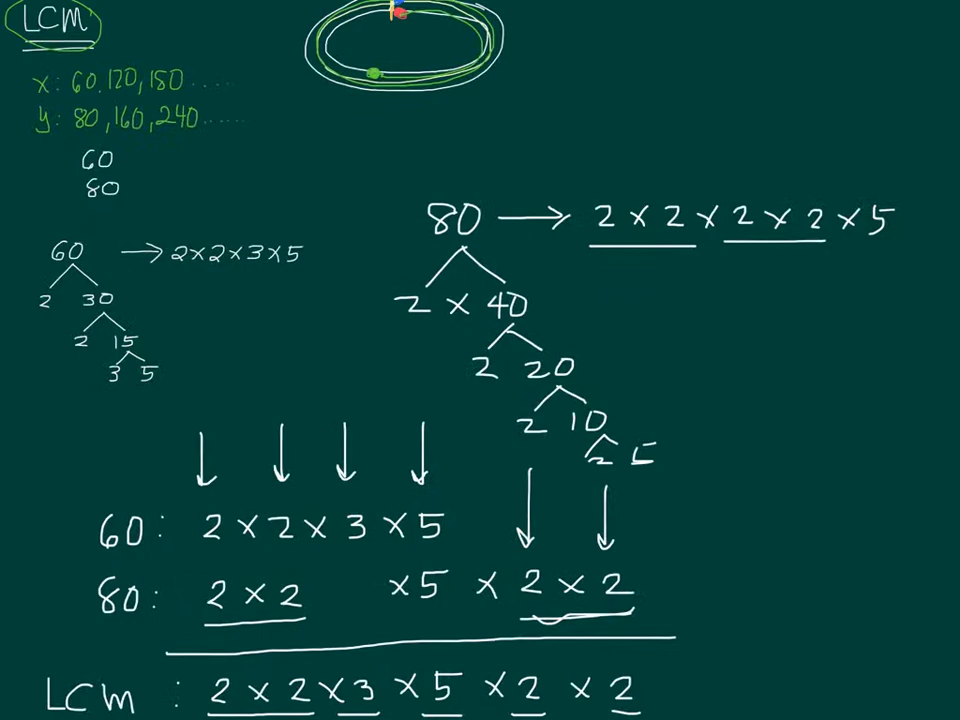 LCM
x: 60, 120, 180 .....
y: 80, 160, 240 .....
60
80
80 → 2 × 2 × 2 × 2 × 5
60 → 2 × 2 × 3 × 5
2 30
2 15
3 5
2 × 40
2 20
2 10
2 5
60: 2 × 2 × 3 × 5
80: 2 × 2 × 5 × 2 × 2
LCM : 2 × 2 × 3 × 5 × 2 × 2